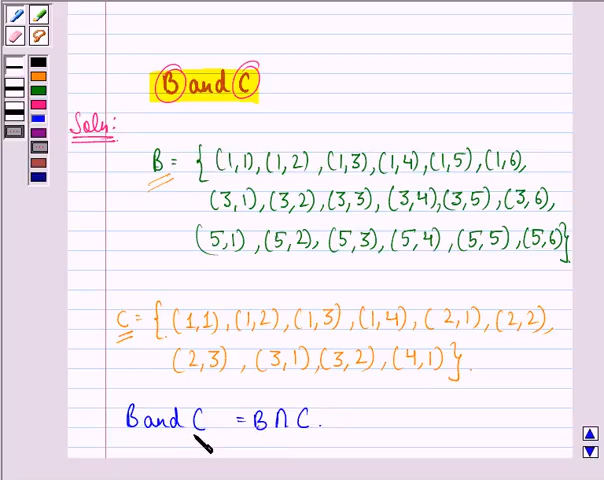 B and C
Soln:
B = { (1,1), (1,2) , (1,3) , (1,4) , (1,5) , (1,6),
(3,1) , (3,2) , (3,3) , (3,4) , (3,5) , (3,6) ,
(5,1) , (5,2) , (5,3) , (5,4) , (5,5) , (5,6) }
C = { (1,1) , (1,2) , (1,3) , (1,4) , (2,1) , (2,2) ,
(2,3) , (3,1) , (3,2) , (4,1) } .
B and C = B ∩ C .